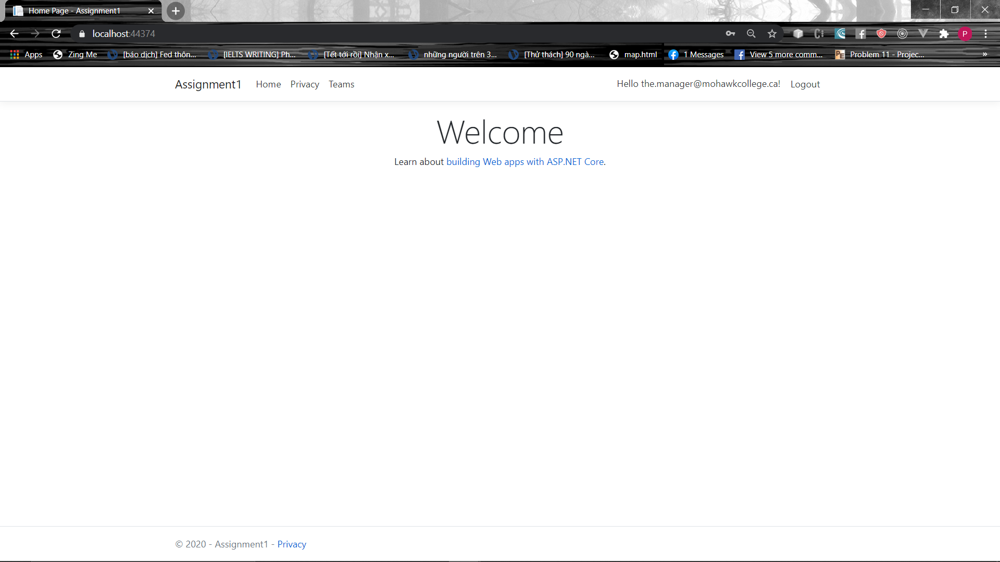 Home Page - Assignment1
localhost:44374
P
Apps Zing Me [báo dịch] Fed thôn... [IELTS WRITING] Ph... [Tết tới rồi] Nhận x... những người trên 3... [Thử thách] 90 ngà... map.html 1 Messages View 5 more comm... PE Problem 11 - Projec... »
Assignment1 Home Privacy Teams Hello the.manager@mohawkcollege.ca! Logout
Welcome
Learn about building Web apps with ASP.NET Core.
© 2020 - Assignment1 - Privacy